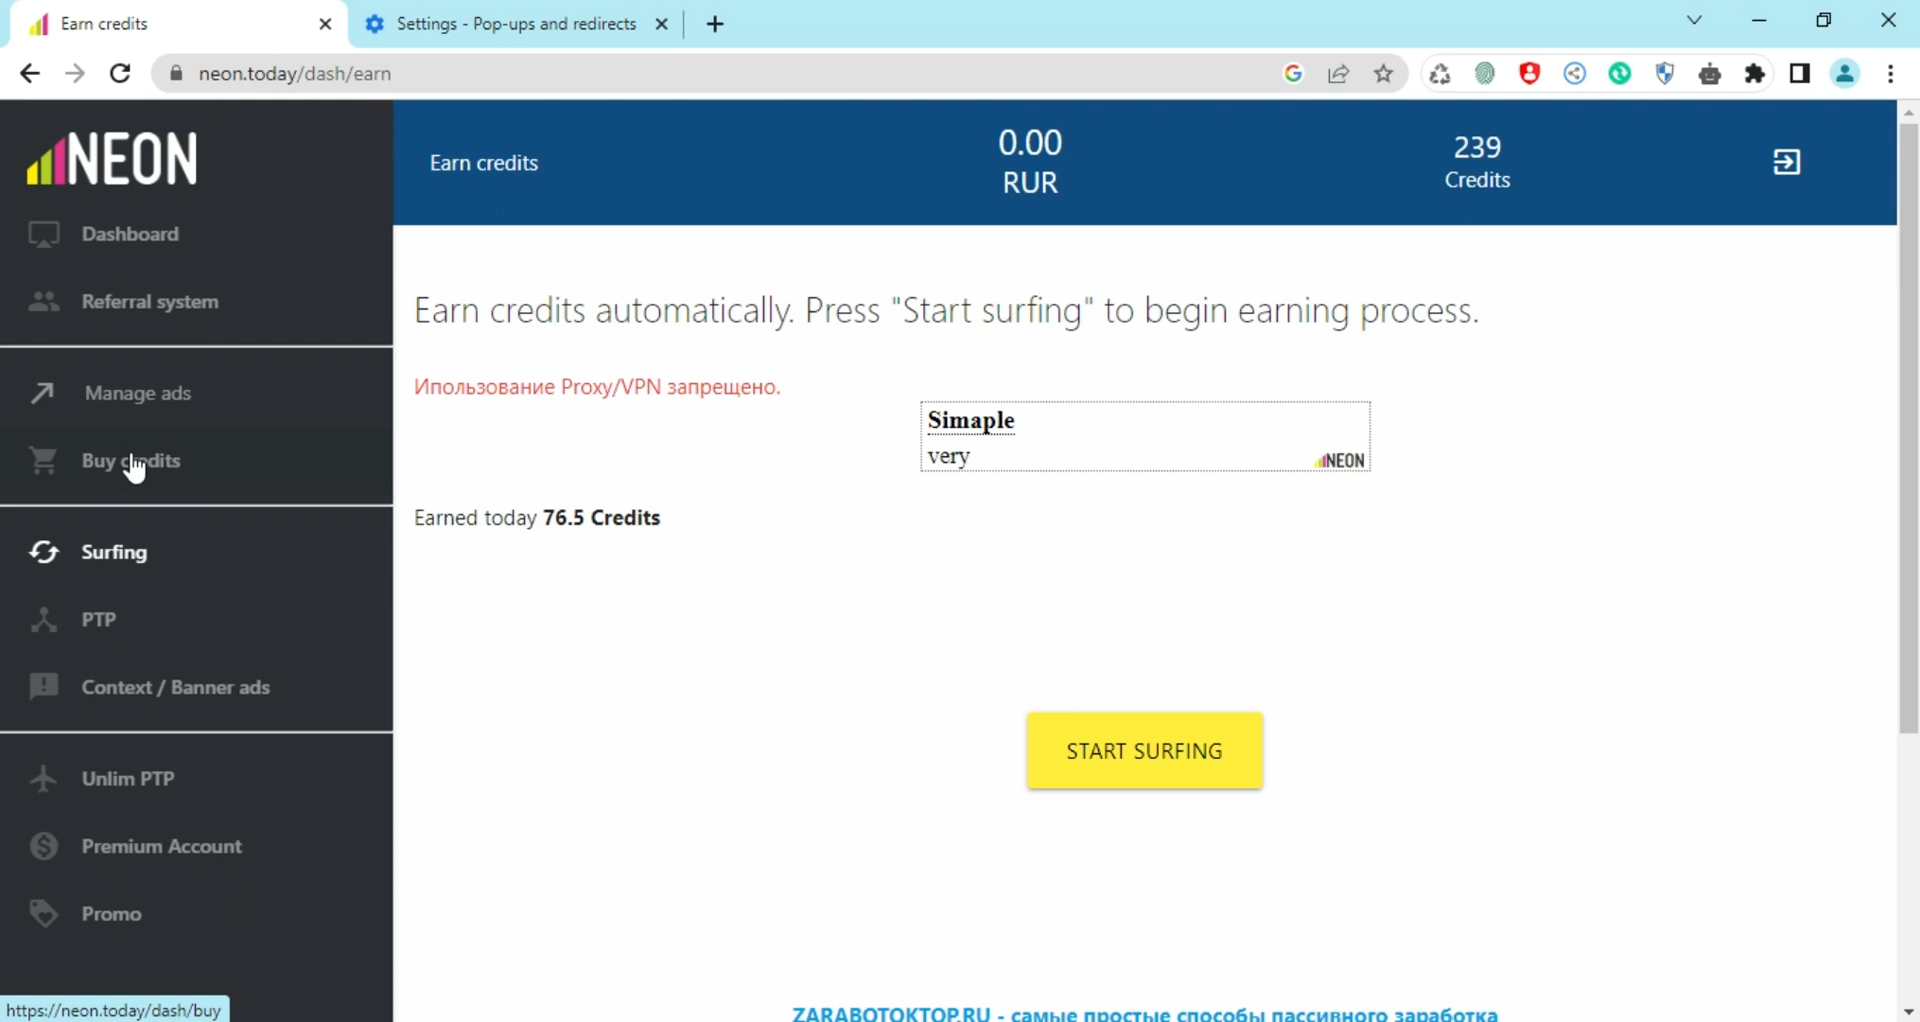 Earn credits
Settings - Pop-ups and redirects
neon.today/dash/earn
NEON
Dashboard
Referral system
Manage ads
Buy credits
Surfing
PTP
Context / Banner ads
Unlim PTP
Premium Account
Promo
https://neon.today/dash/buy
Earn credits
0.00
RUR
239
Credits
Earn credits automatically. Press "Start surfing" to begin earning process.
Ипользование Proxy/VPN запрещено.
Simaple
very
NEON
Earned today 76.5 Credits
START SURFING
ZARABOTOKTOP.RU - самые простые способы пассивного заработка